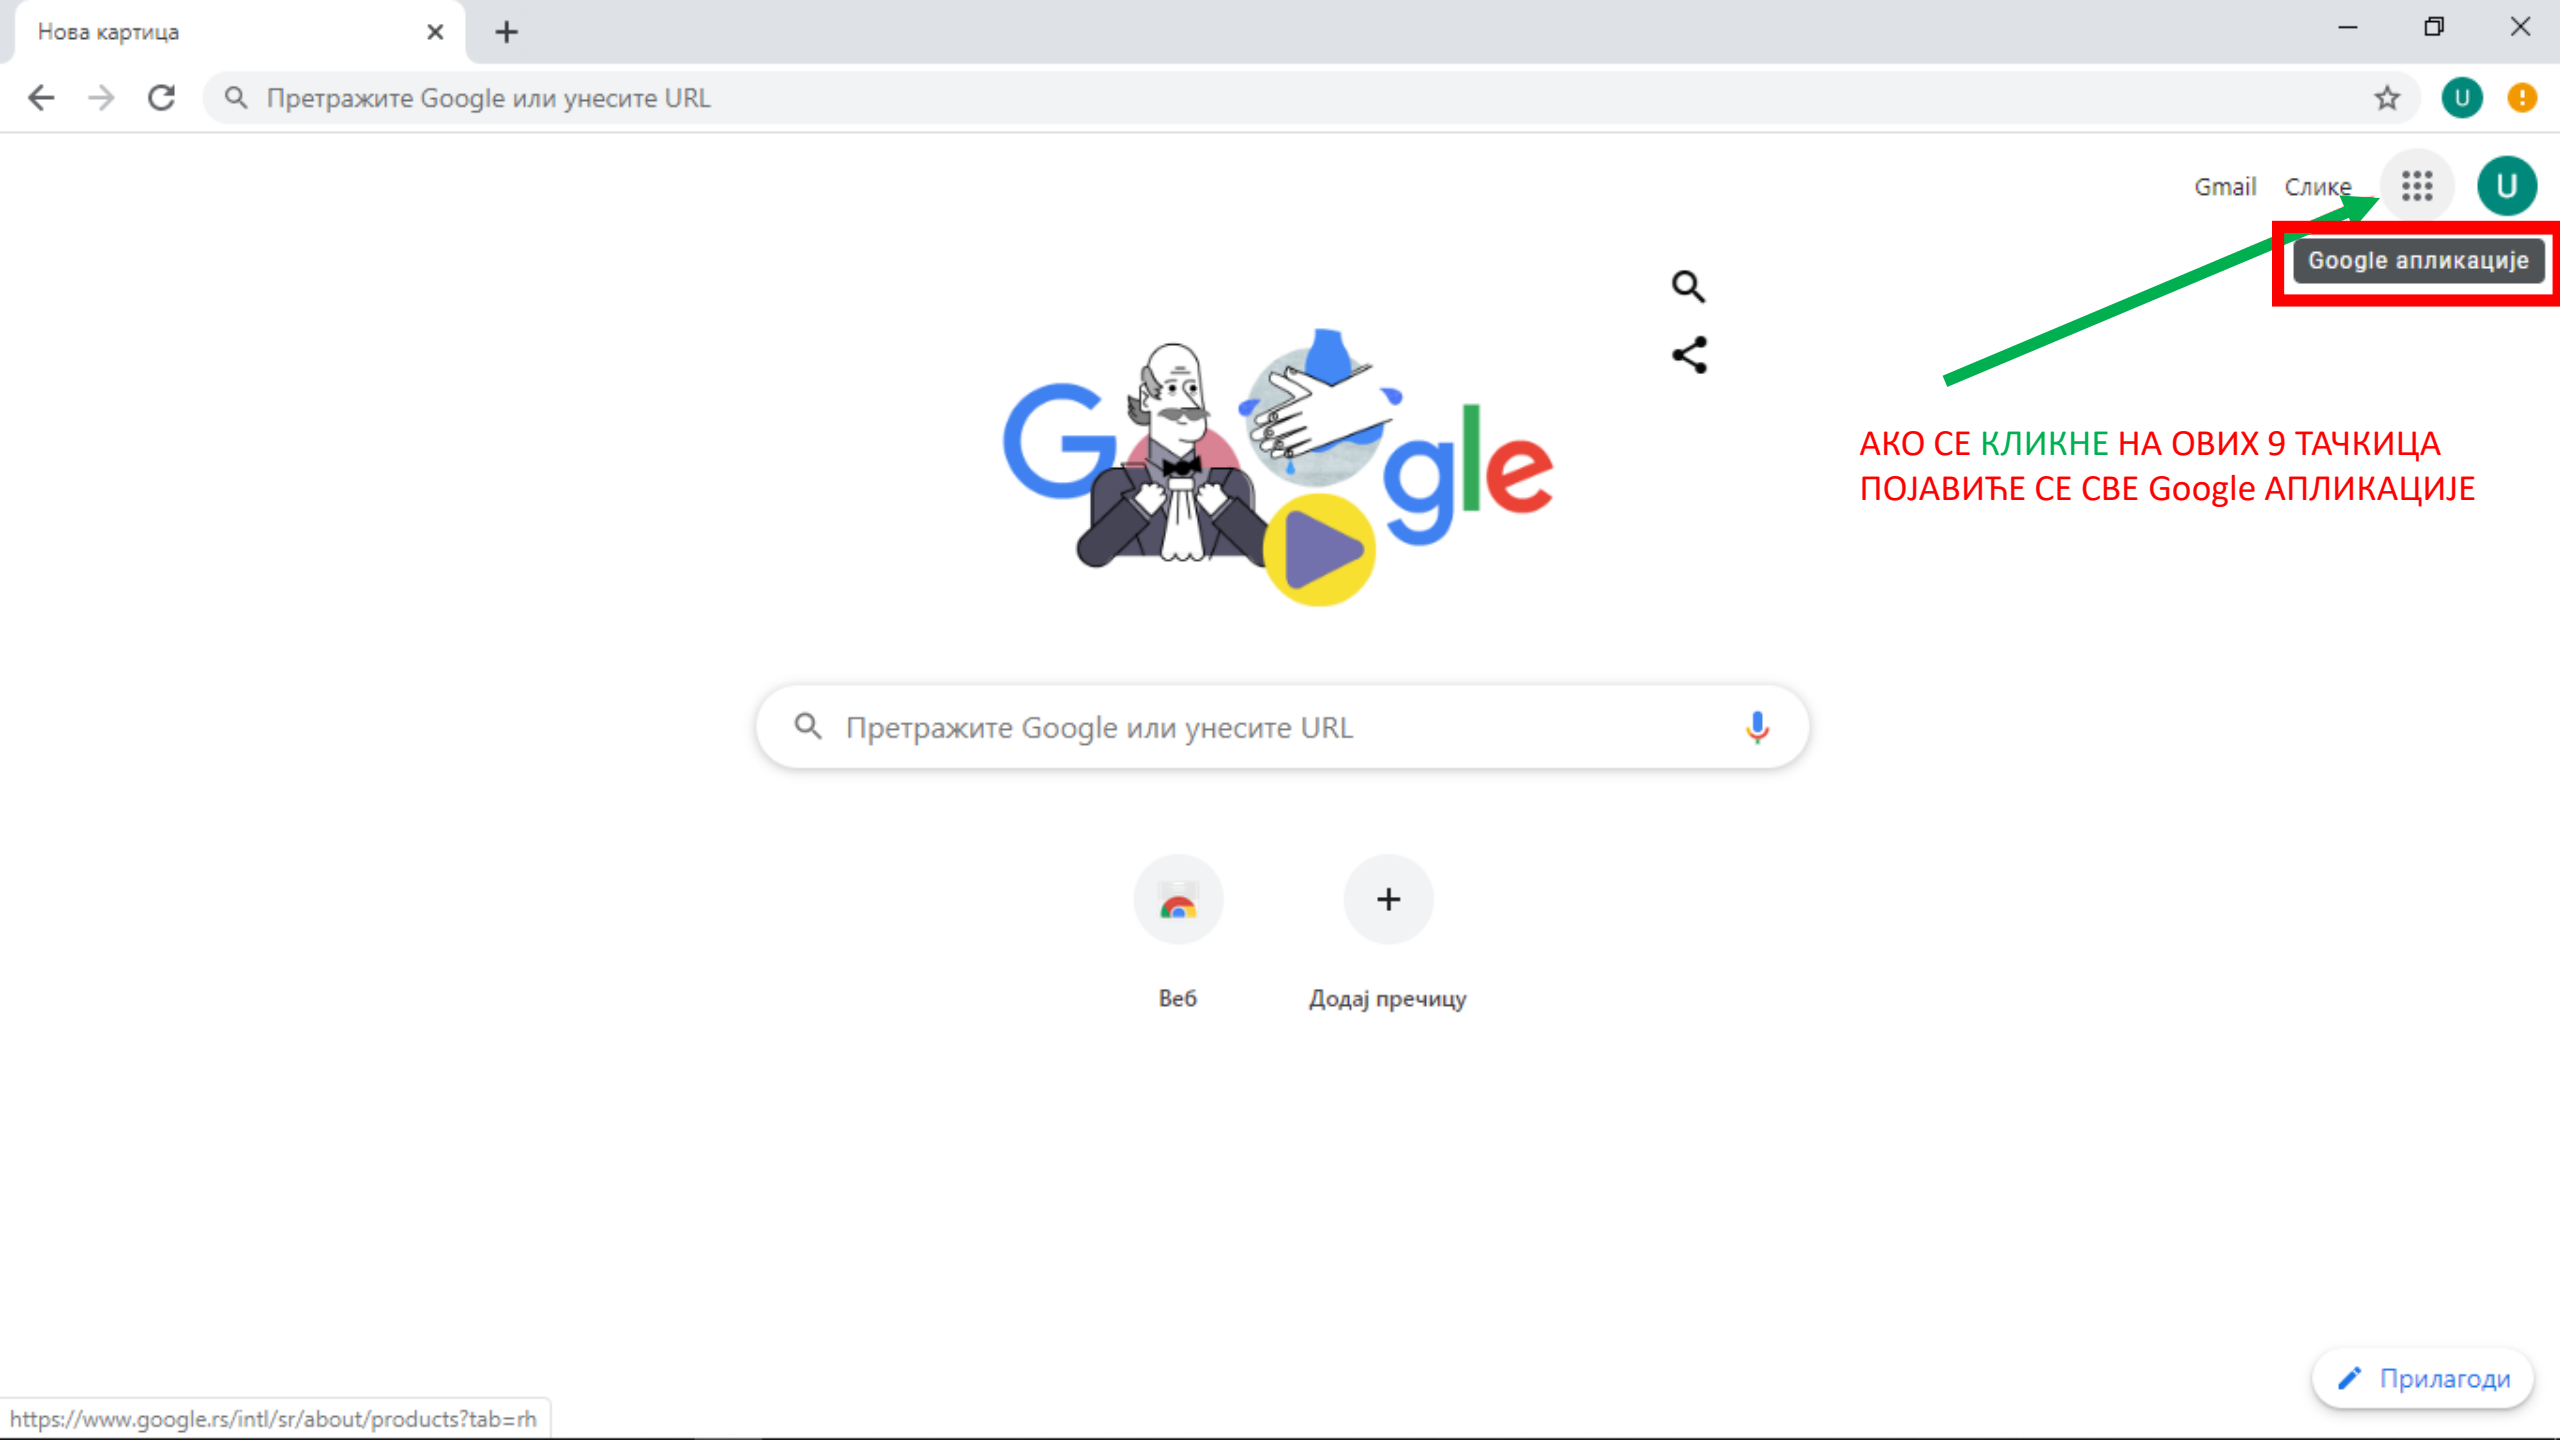 Нова картица
Претражите Google или унесите URL
U
Gmail Слике
U
Google апликације
Google
АКО СЕ КЛИКНЕ НА ОВИХ 9 ТАЧКИЦА
ПОЈАВИЋЕ СЕ СВЕ Google АПЛИКАЦИЈЕ
Претражите Google или унесите URL
Веб
Додај пречицу
Прилагоди
https://www.google.rs/intl/sr/about/products?tab=rh